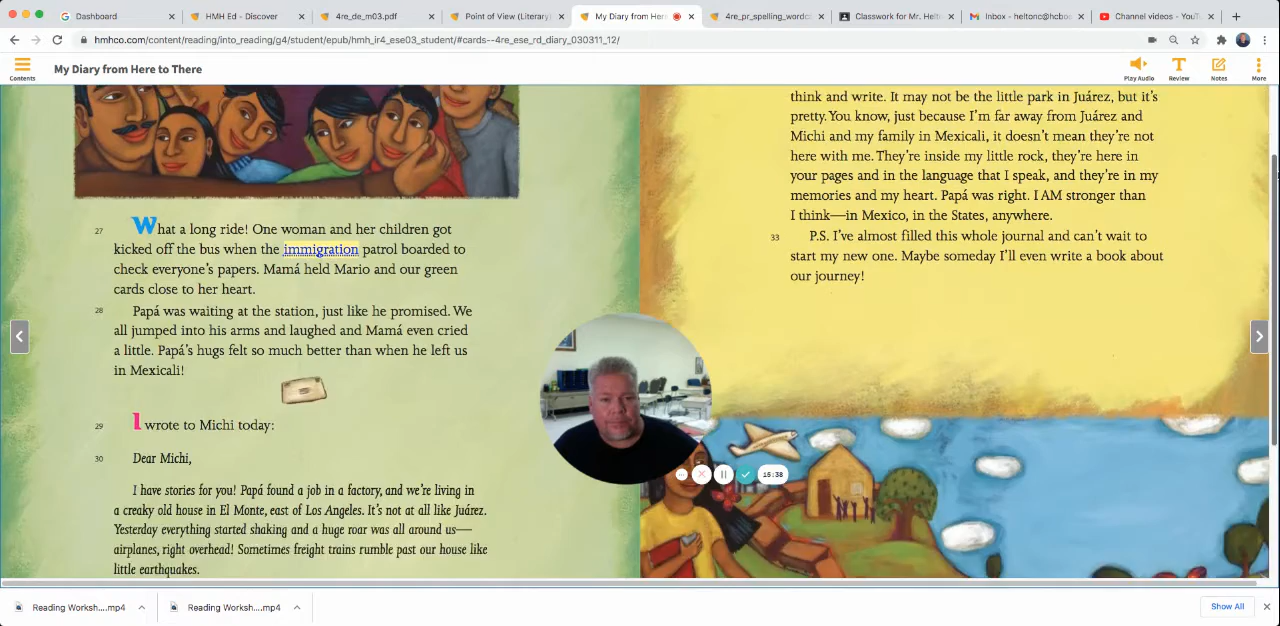 Dashboard
HMH Ed - Discover
4re_de_m03.pdf
Point of View (Literary)
My Diary from Here
4re_pr_spelling_wordc
Classwork for Mr. Helt
Inbox - heltonc@hcbo
Channel videos - YouT
hmhco.com/content/reading/into_reading/g4/student/epub/hmh_ir4_ese03_student/#cards--4re_ese_rd_diary_030311_12/
Contents
My Diary from Here to There
Play Audio
Review
Notes
More
27 What a long ride! One woman and her children got
kicked off the bus when the immigration patrol boarded to
check everyone's papers. Mamá held Mario and our green
cards close to her heart.
28 Papá was waiting at the station, just like he promised. We
all jumped into his arms and laughed and Mamá even cried
a little. Papá's hugs felt so much better than when he left us
in Mexicali!
29 I wrote to Michi today:
30 Dear Michi,
I have stories for you! Papá found a job in a factory, and we're living in
a creaky old house in El Monte, east of Los Angeles. It's not at all like Juárez.
Yesterday everything started shaking and a huge roar was all around us—
airplanes, right overhead! Sometimes freight trains rumble past our house like
little earthquakes.
think and write. It may not be the little park in Juárez, but it's
pretty. You know, just because I'm far away from Juárez and
Michi and my family in Mexicali, it doesn't mean they're not
here with me. They're inside my little rock, they're here in
your pages and in the language that I speak, and they're in my
memories and my heart. Papá was right. I AM stronger than
I think—in Mexico, in the States, anywhere.
33 P.S. I've almost filled this whole journal and can't wait to
start my new one. Maybe someday I'll even write a book about
our journey!
15:38
Reading Worksh....mp4
Reading Worksh....mp4
Show All